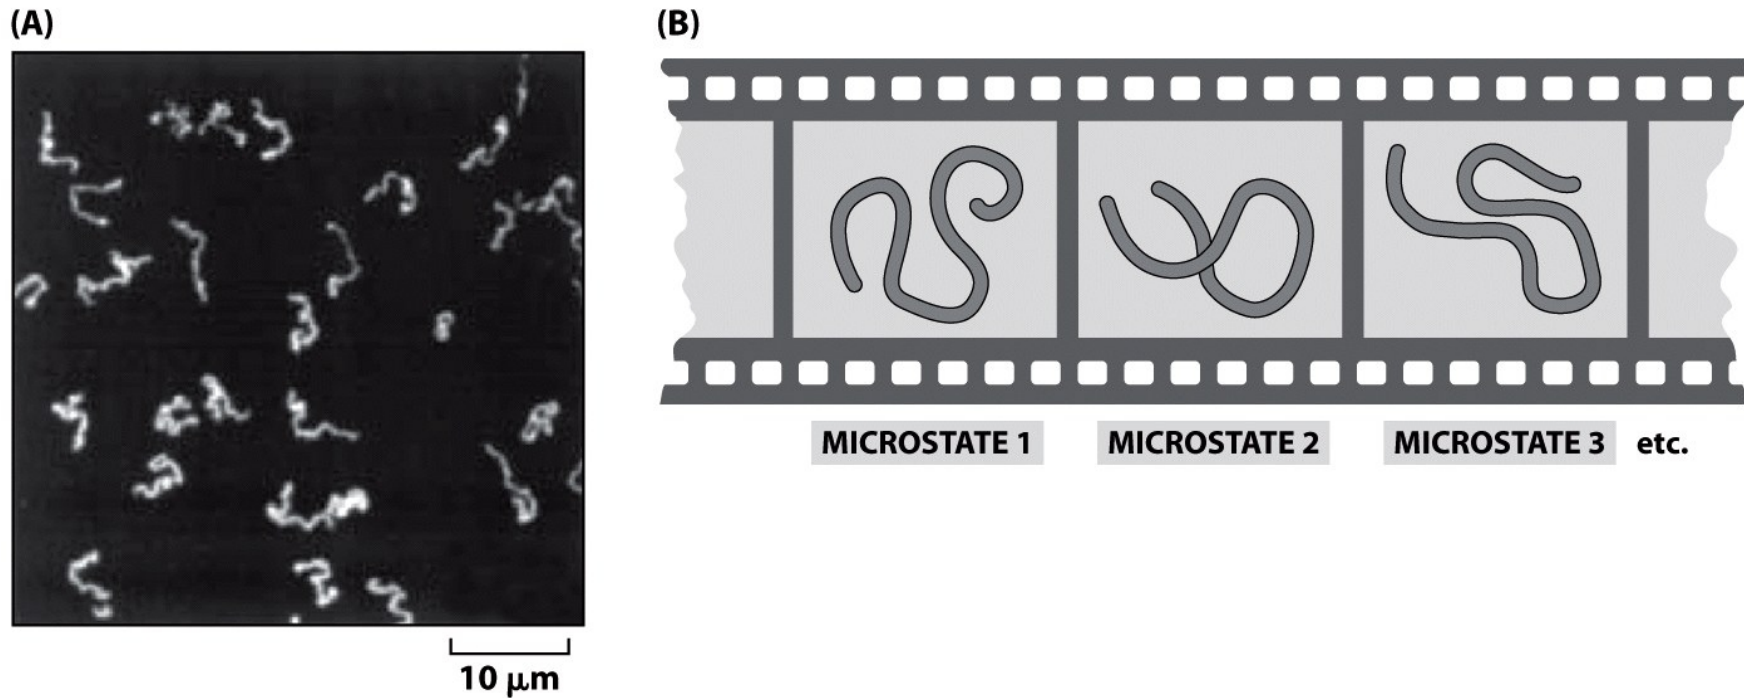 (A)
10 μm
(B)
MICROSTATE 1 MICROSTATE 2 MICROSTATE 3 etc.